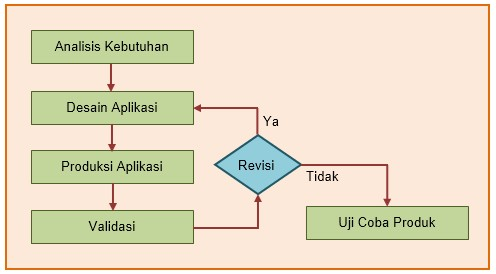 Analisis Kebutuhan
Desain Aplikasi
Produksi Aplikasi
Validasi
Revisi
Ya
Tidak
Uji Coba Produk